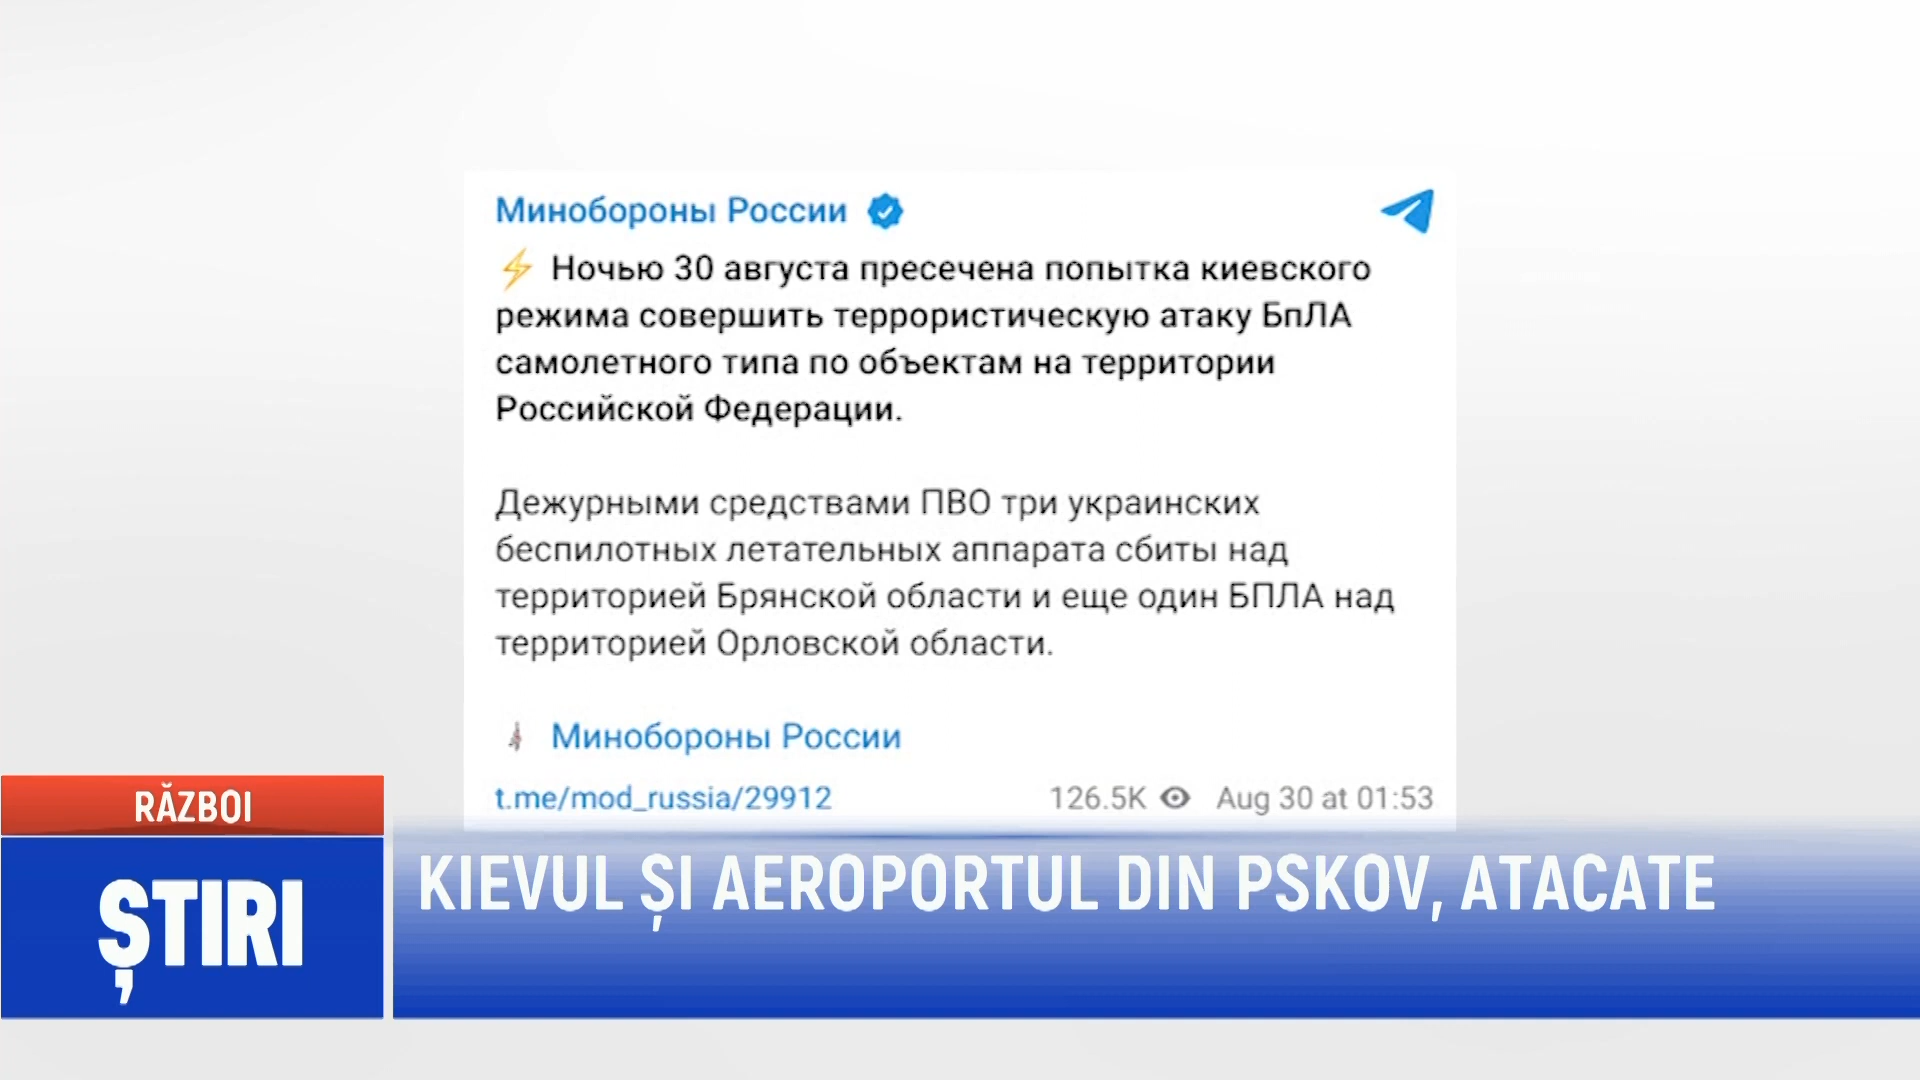 Минобороны России
⚡ Ночью 30 августа пресечена попытка киевского
режима совершить террористическую атаку БпЛА
самолетного типа по объектам на территории
Российской Федерации.
Дежурными средствами ПВО три украинских
беспилотных летательных аппарата сбиты над
территорией Брянской области и еще один БПЛА над
территорией Орловской области.
Минобороны России
t.me/mod_russia/29912 126.5K Aug 30 at 01:53
RĂZBOI
ȘTIRI
KIEVUL ȘI AEROPORTUL DIN PSKOV, ATACATE